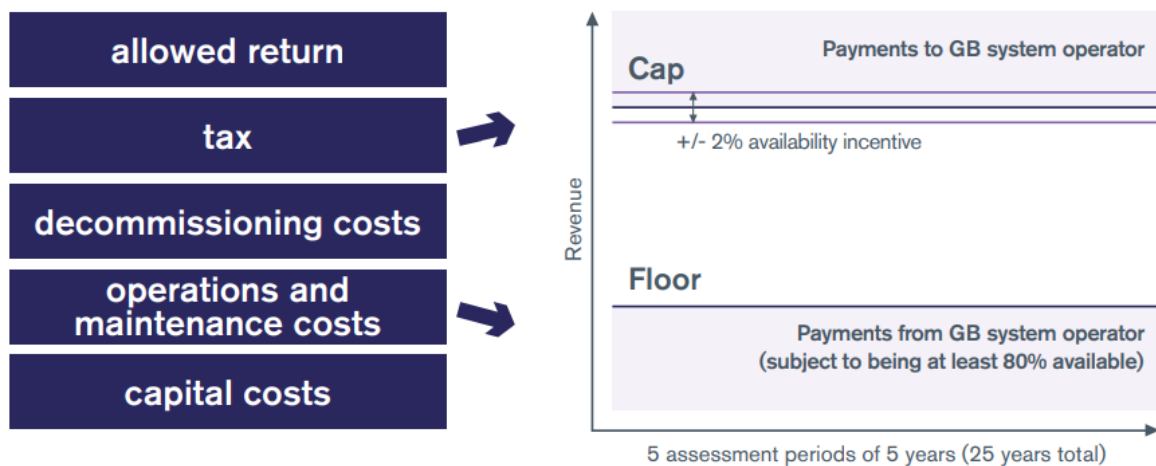 allowed return
tax
decommissioning costs
operations and
maintenance costs
capital costs
Revenue
Payments to GB system operator
Cap
+/- 2% availability incentive
Floor
Payments from GB system operator
(subject to being at least 80% available)
5 assessment periods of 5 years (25 years total)